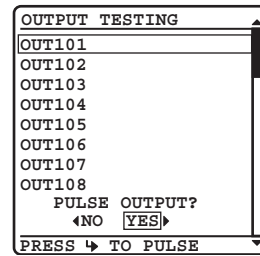 OUTPUT TESTING
OUT101
OUT102
OUT103
OUT104
OUT105
OUT106
OUT107
OUT108
PULSE OUTPUT?
NO YES
PRESS ↳ TO PULSE